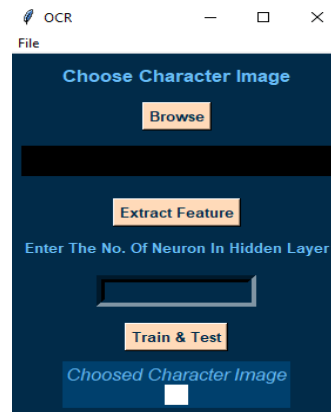 OCR
File
Choose Character Image
Browse
Extract Feature
Enter The No. Of Neuron In Hidden Layer
Train & Test
Choosed Character Image